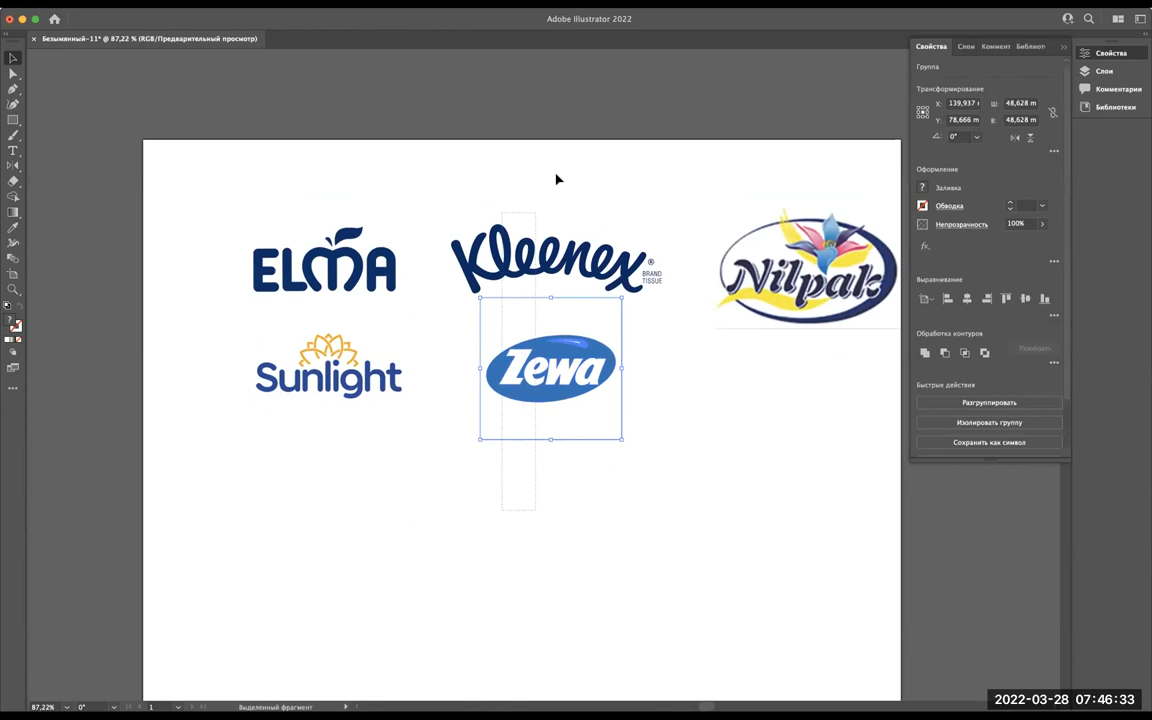 Adobe Illustrator 2022
× Безымянный-11* @ 87,22 % (RGB/Предварительный просмотр)
Свойства Слои Коммент Библиот
Свойства
Группа
Слои
Трансформирование
Комментарии
X: 139,937 Ш: 48,628 m
Библиотеки
Y: 78,666 m В: 48,628 m
0°
Оформление
? Заливка
Обводка
Непрозрачность 100%
fx.
Выравнивание
Обработка контуров
Разобрать
Быстрые действия
Разгруппировать
Изолировать группу
Сохранить как символ
ELMA
Kleenex®
BRAND
TISSUE
Nilpak
Sunlight
Zewa
87,22% 0° 1 Выделенный фрагмент
2022-03-28 07:46:33